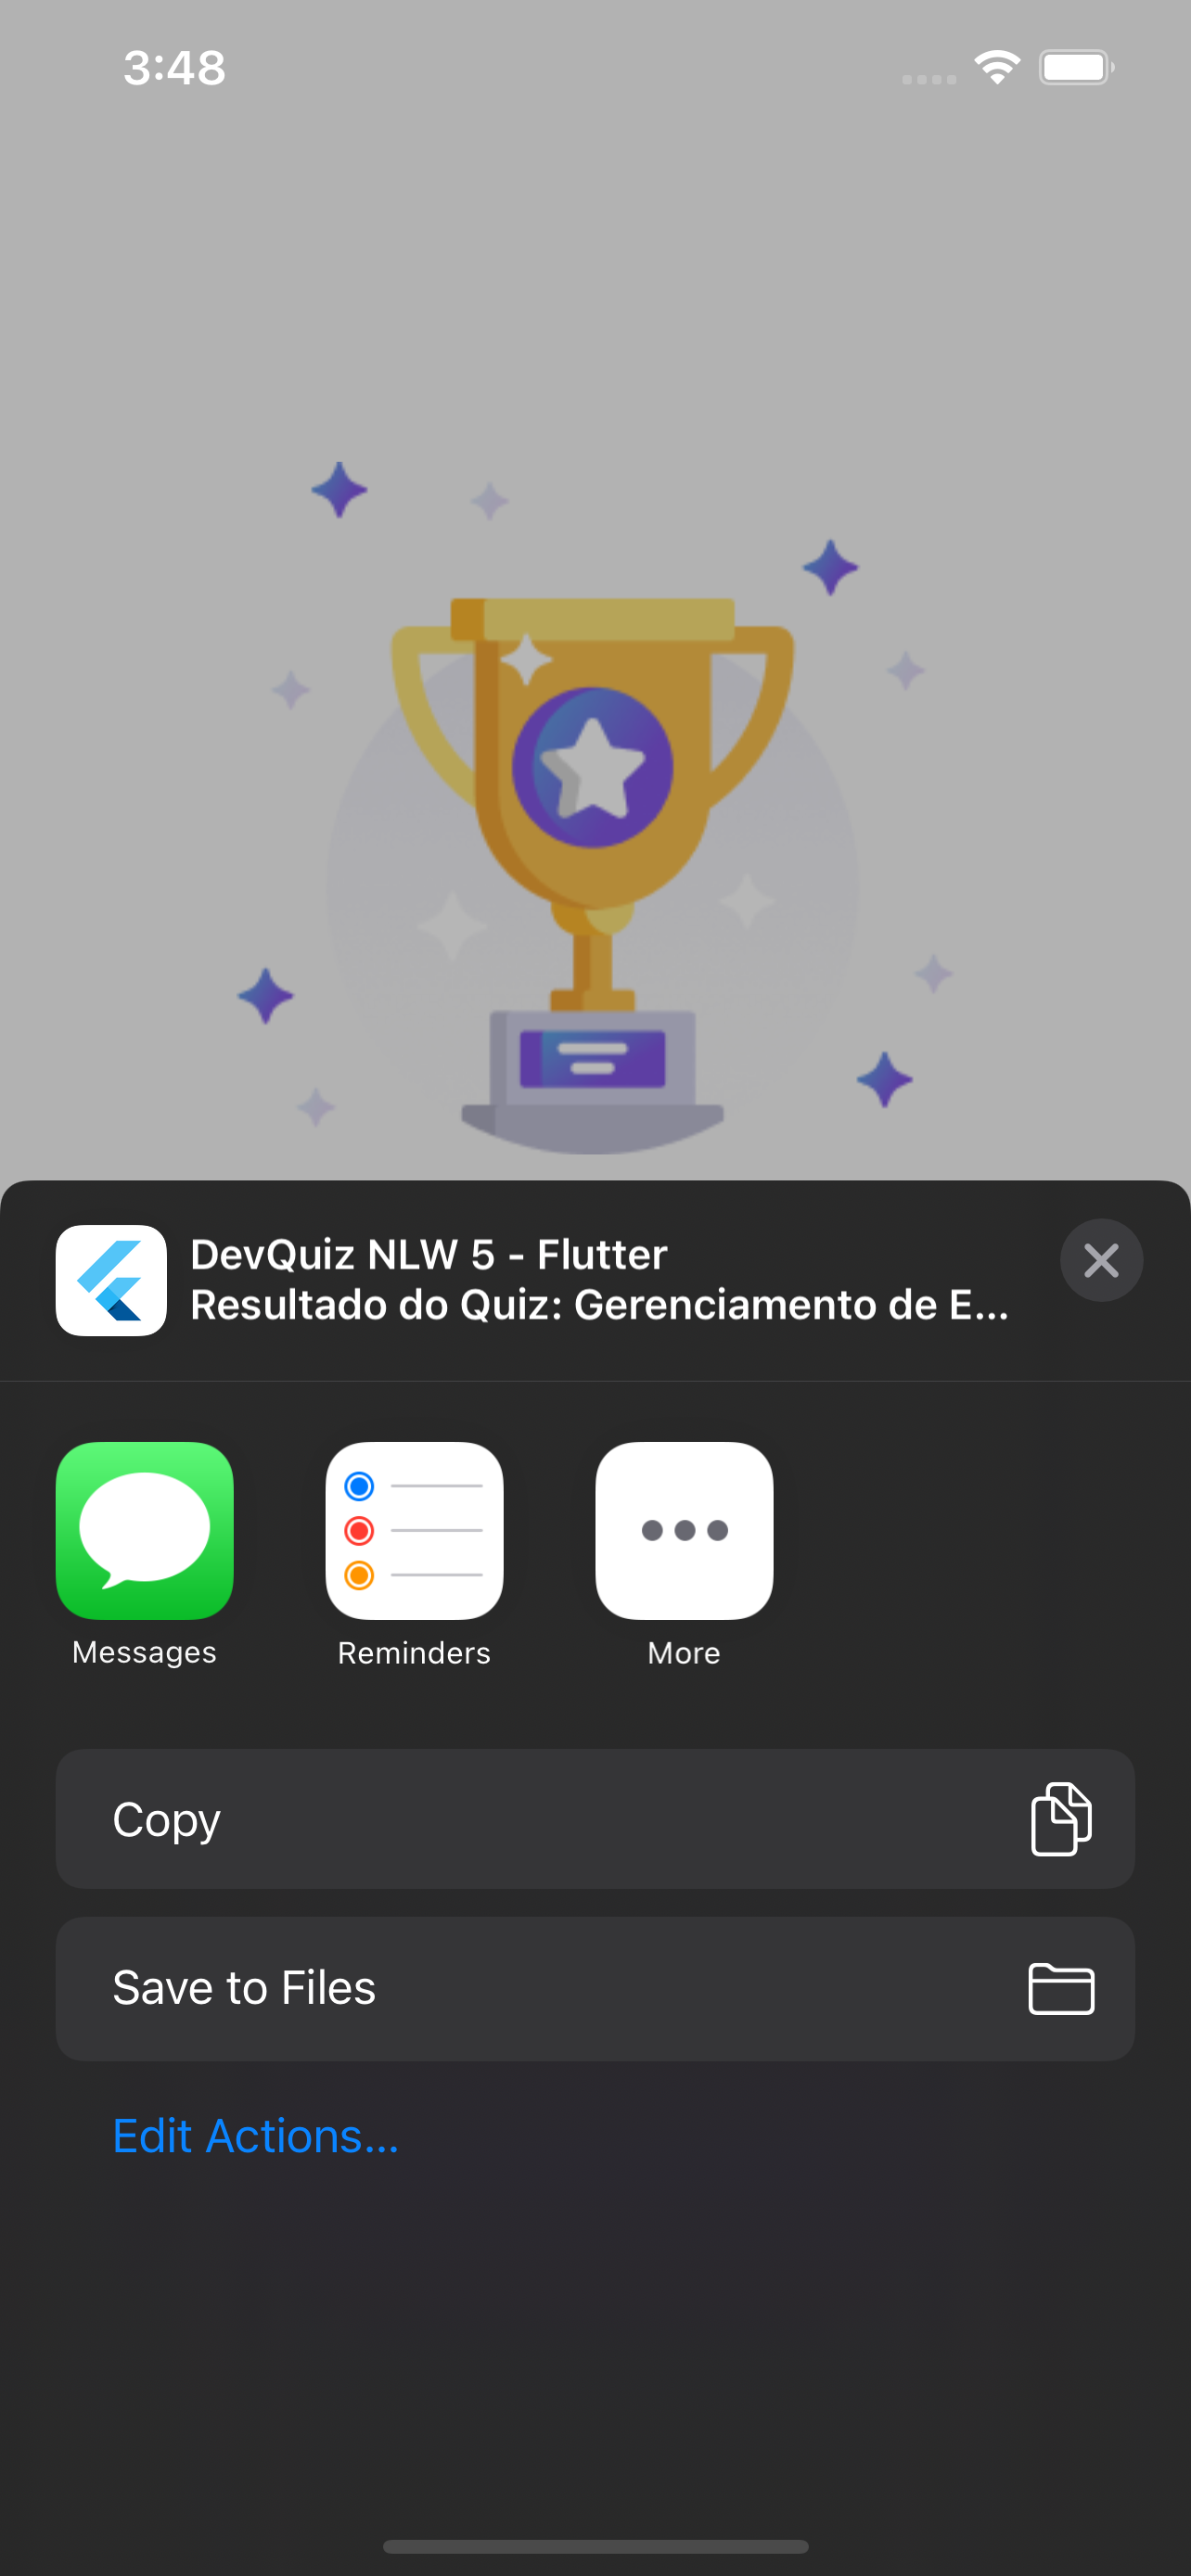 3:48
DevQuiz NLW 5 - Flutter
Resultado do Quiz: Gerenciamento de E...
Messages
Reminders
More
Copy
Save to Files
Edit Actions...